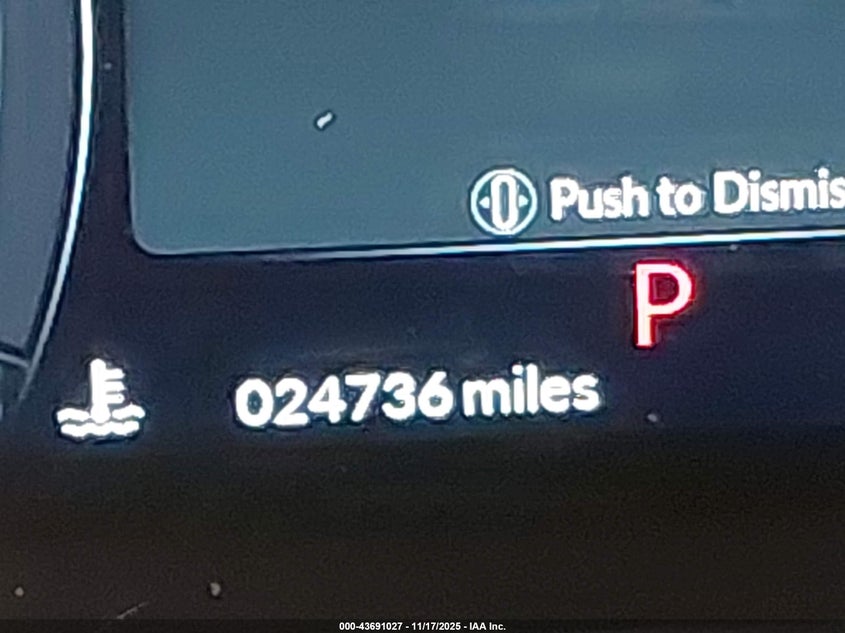 Push to Dismis
P
024736 miles
000-43691027 - 11/17/2025 - IAA Inc.